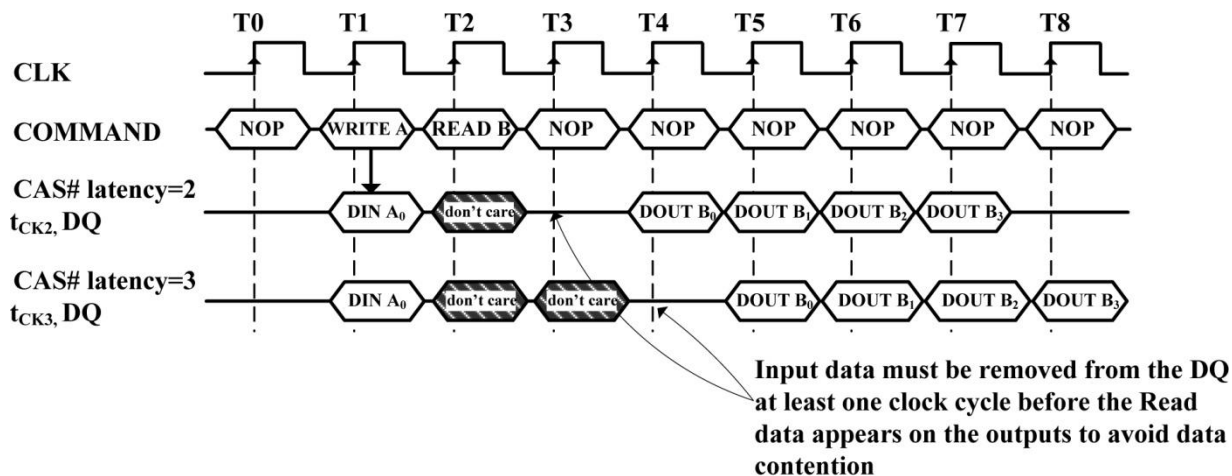 T0 T1 T2 T3 T4 T5 T6 T7 T8
CLK
COMMAND NOP WRITE A READ B NOP NOP NOP NOP NOP NOP
CAS# latency=2
tCK2, DQ DIN A0 don't care DOUT B0 DOUT B1 DOUT B2 DOUT B3
CAS# latency=3
tCK3, DQ DIN A0 don't care don't care DOUT B0 DOUT B1 DOUT B2 DOUT B3
Input data must be removed from the DQ
at least one clock cycle before the Read
data appears on the outputs to avoid data
contention